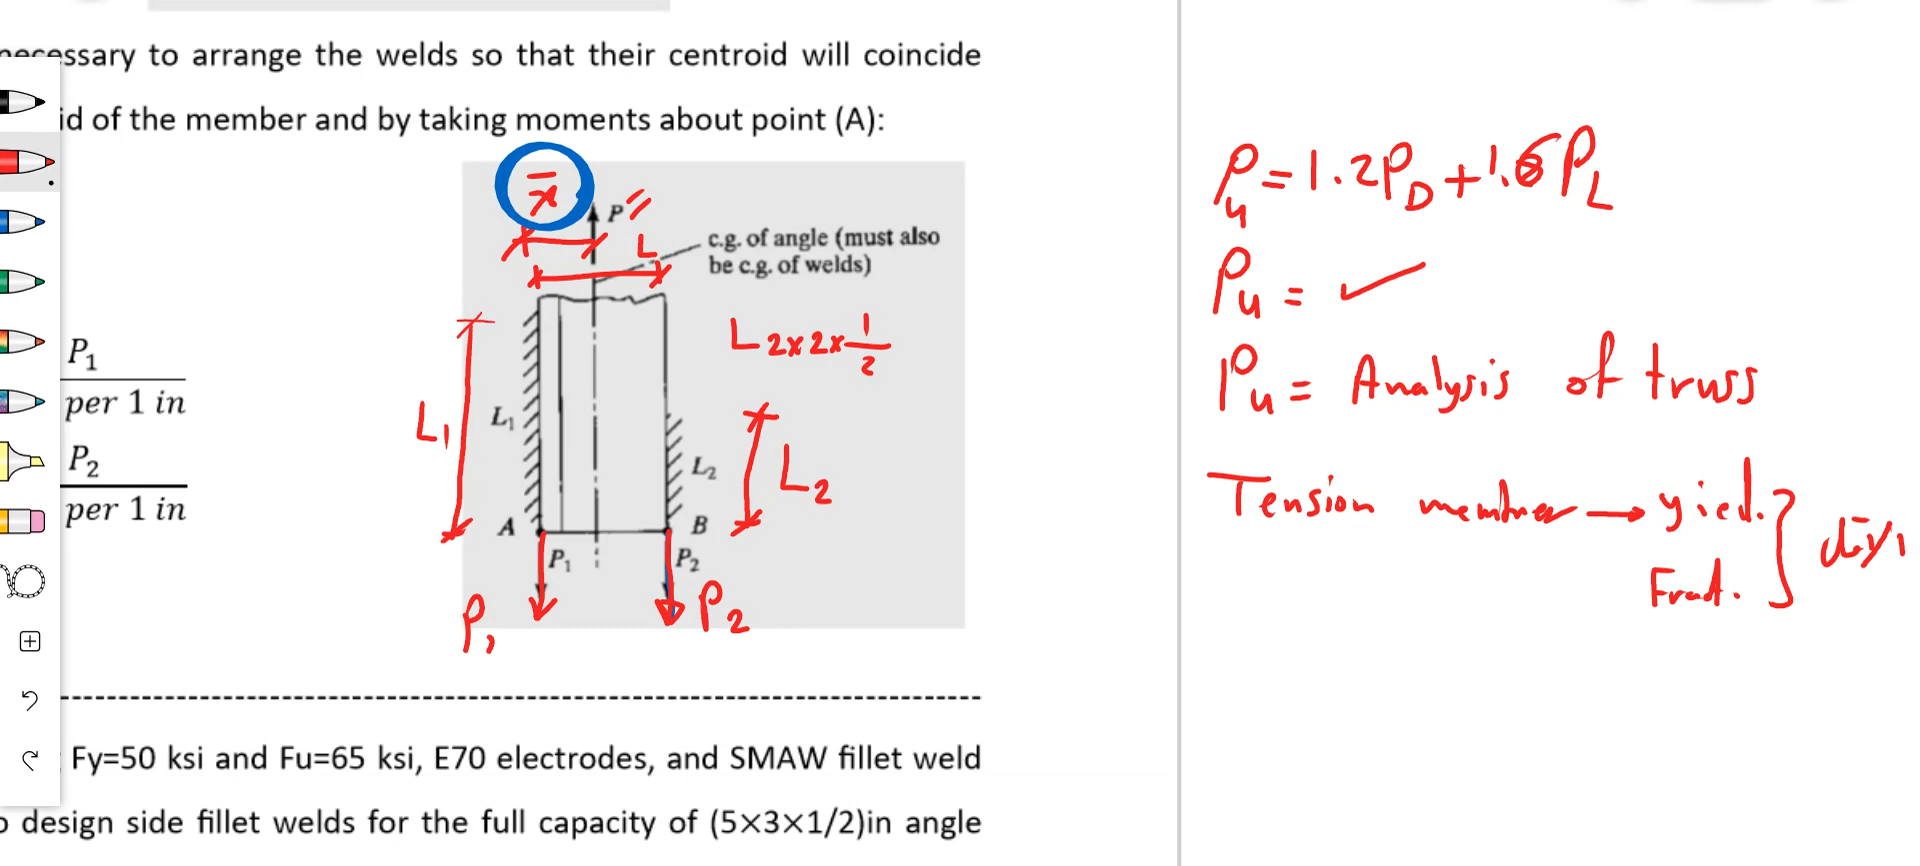 necessary to arrange the welds so that their centroid will coincide
id of the member and by taking moments about point (A):
x̄
P
L
c.g. of angle (must also
be c.g. of welds)
L 2x2x1/2
P₁
per 1 in
P₂
per 1 in
L₁
L₁
L₂
L₂
A
B
P₁
P₂
P₁
P₂
Fy=50 ksi and Fu=65 ksi, E70 electrodes, and SMAW fillet weld
design side fillet welds for the full capacity of (5×3×1/2)in angle
Pu = 1.2PD + 1.6PL
Pu = ✓
Pu = Analysis of truss
Tension member → yield.
Fract.